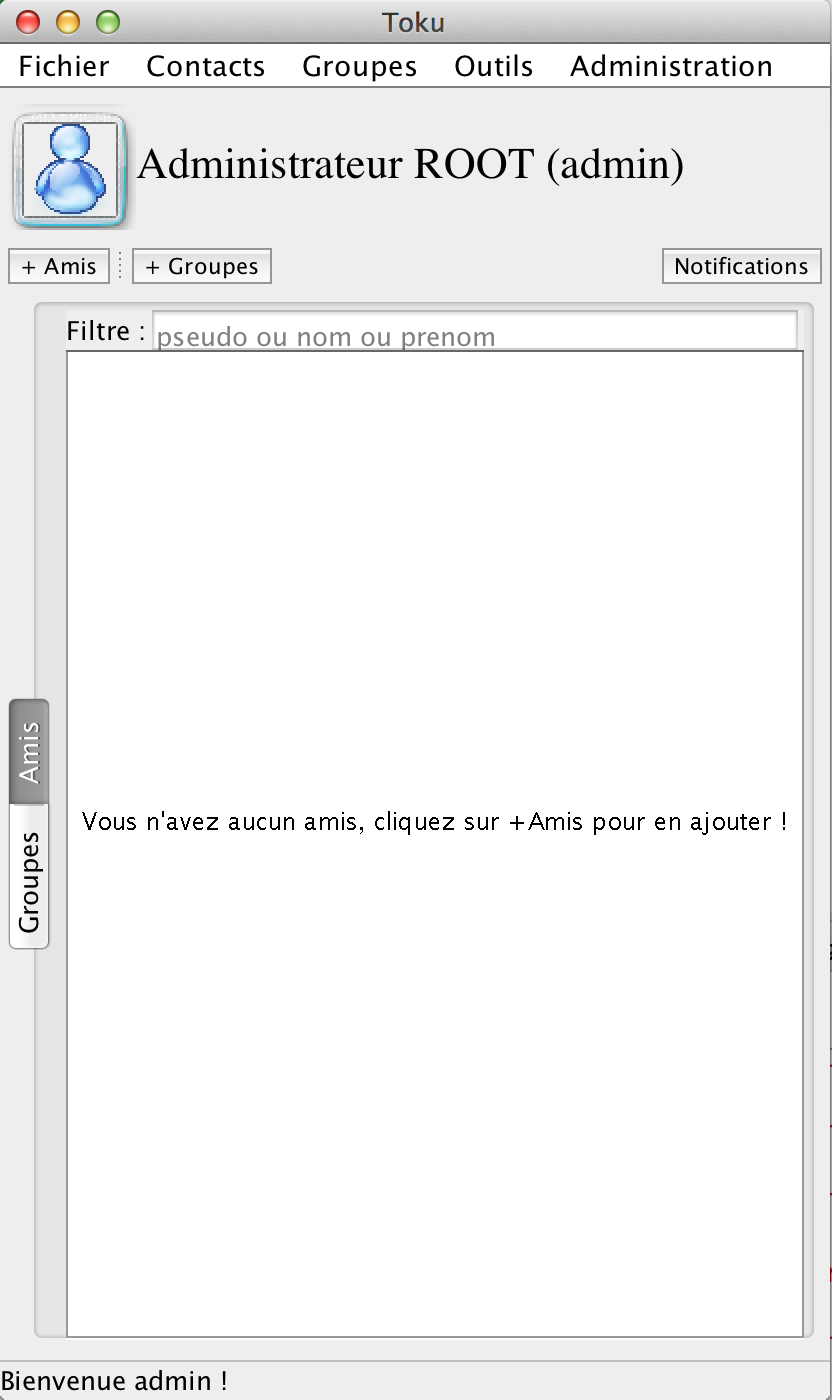 Toku
Fichier Contacts Groupes Outils Administration
Administrateur ROOT (admin)
+ Amis + Groupes Notifications
Filtre : pseudo ou nom ou prenom
Amis
Vous n'avez aucun amis, cliquez sur +Amis pour en ajouter !
Groupes
Bienvenue admin !